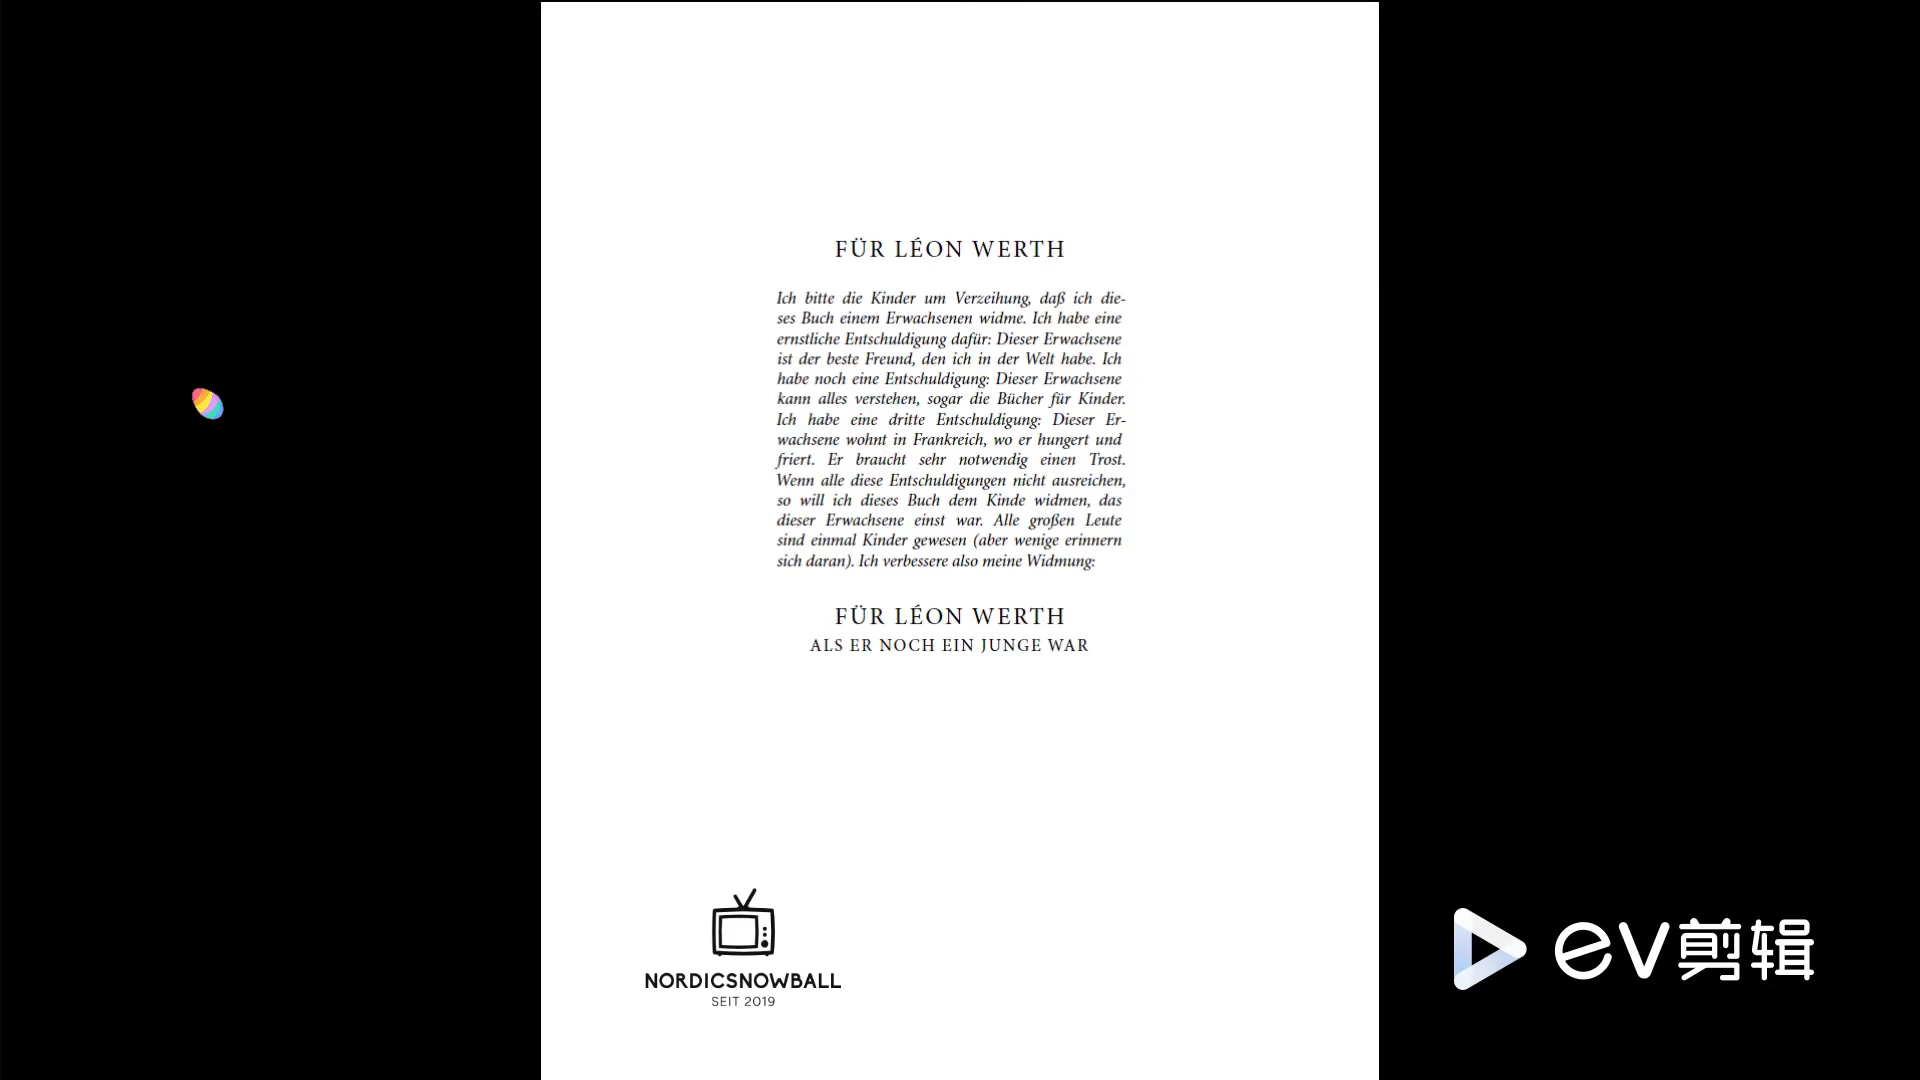 FÜR LÉON WERTH
Ich bitte die Kinder um Verzeihung, daß ich die-
ses Buch einem Erwachsenen widme. Ich habe eine
ernstliche Entschuldigung dafür: Dieser Erwachsene
ist der beste Freund, den ich in der Welt habe. Ich
habe noch eine Entschuldigung: Dieser Erwachsene
kann alles verstehen, sogar die Bücher für Kinder.
Ich habe eine dritte Entschuldigung: Dieser Er-
wachsene wohnt in Frankreich, wo er hungert und
friert. Er braucht sehr notwendig einen Trost.
Wenn alle diese Entschuldigungen nicht ausreichen,
so will ich dieses Buch dem Kinde widmen, das
dieser Erwachsene einst war. Alle großen Leute
sind einmal Kinder gewesen (aber wenige erinnern
sich daran). Ich verbessere also meine Widmung:
FÜR LÉON WERTH
ALS ER NOCH EIN JUNGE WAR
NORDICSNOWBALL
SEIT 2019
ev剪辑